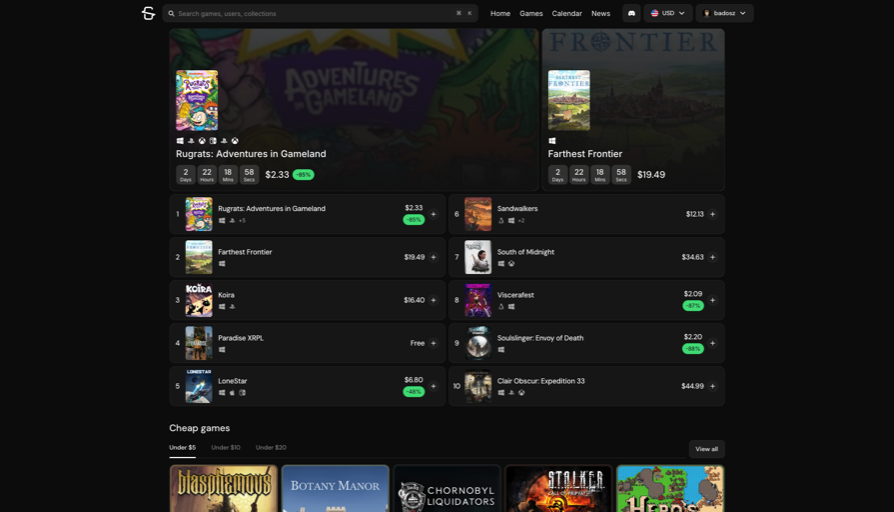 Search games, users, collections ⌘ K Home Games Calendar News USD badosz
ADVENTURES IN GAMELAND
FRONTIER
RUGRATS
FARTHEST FRONTIER
Rugrats: Adventures in Gameland
2 Days 22 Hours 18 Mins 58 Secs $2.33 -85%
Farthest Frontier
2 Days 22 Hours 18 Mins 58 Secs $19.49
1 Rugrats: Adventures in Gameland +5 $2.33 -85% +
2 Farthest Frontier $19.49 +
3 KOIRA Koira $16.40 +
4 Paradise XRPL Free +
5 LONESTAR LoneStar $6.80 -48% +
6 Sandwalkers +2 $12.13 +
7 South of Midnight $34.63 +
8 Viscerafest $2.09 -87% +
9 Soulslinger: Envoy of Death $2.20 -88% +
10 Clair Obscur: Expedition 33 $44.99 +
Cheap games
Under $5 Under $10 Under $20 View all
blasphemous
BOTANY MANOR
CHORNOBYL LIQUIDATORS
S.T.A.L.K.E.R.
HERO'S